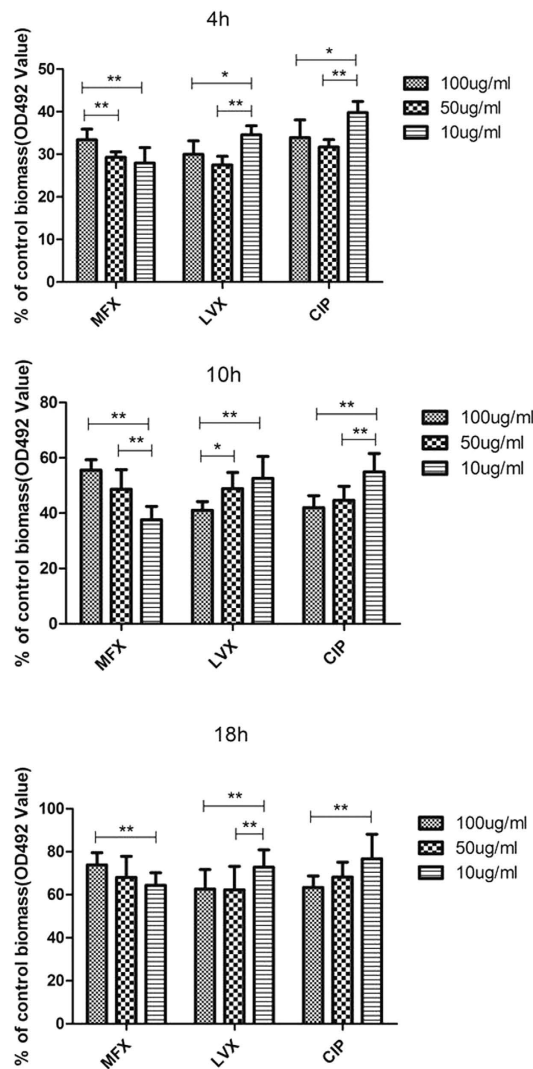 4h
% of control biomass(OD492 Value)
50
40
30
20
10
0
** **
* **
* **
MFX LVX CIP
100ug/ml
50ug/ml
10ug/ml
10h
% of control biomass(OD492 Value)
80
60
40
20
0
** **
** *
** **
MFX LVX CIP
100ug/ml
50ug/ml
10ug/ml
18h
% of control biomass(OD492 Value)
100
80
60
40
20
0
**
** **
**
MFX LVX CIP
100ug/ml
50ug/ml
10ug/ml